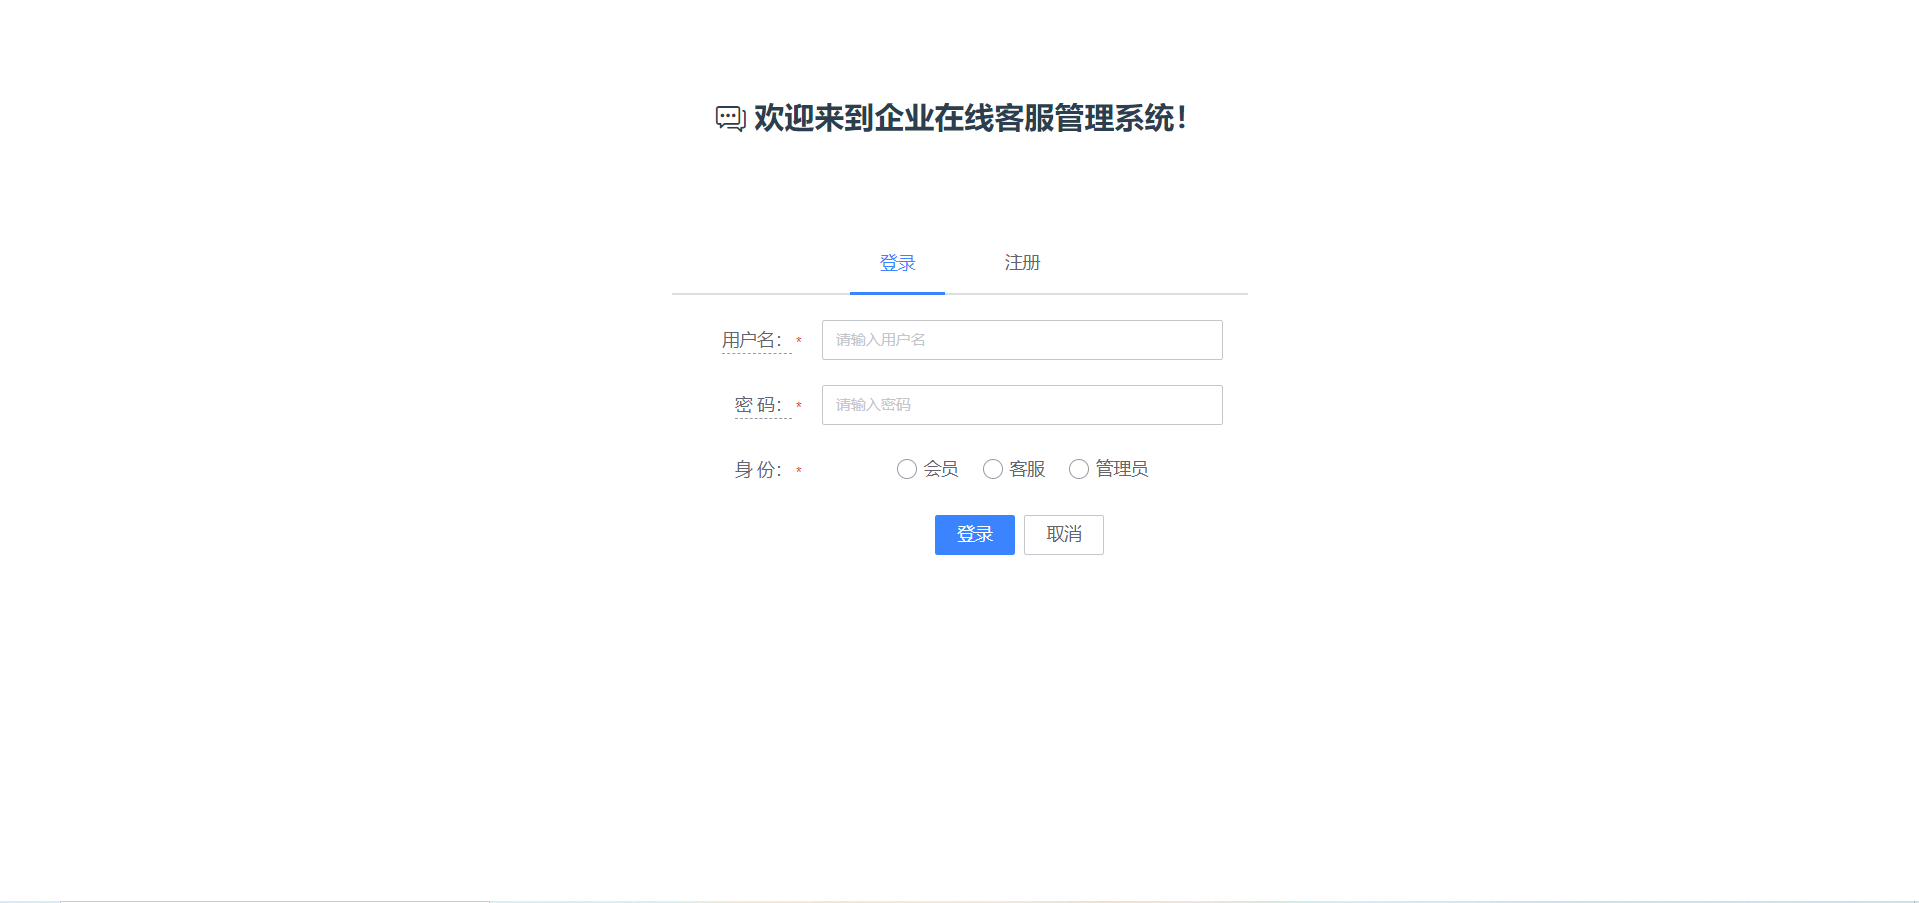 欢迎来到企业在线客服管理系统！
登录 注册
用户名： * 请输入用户名
密 码： * 请输入密码
身 份： * 会员 客服 管理员
登录 取消